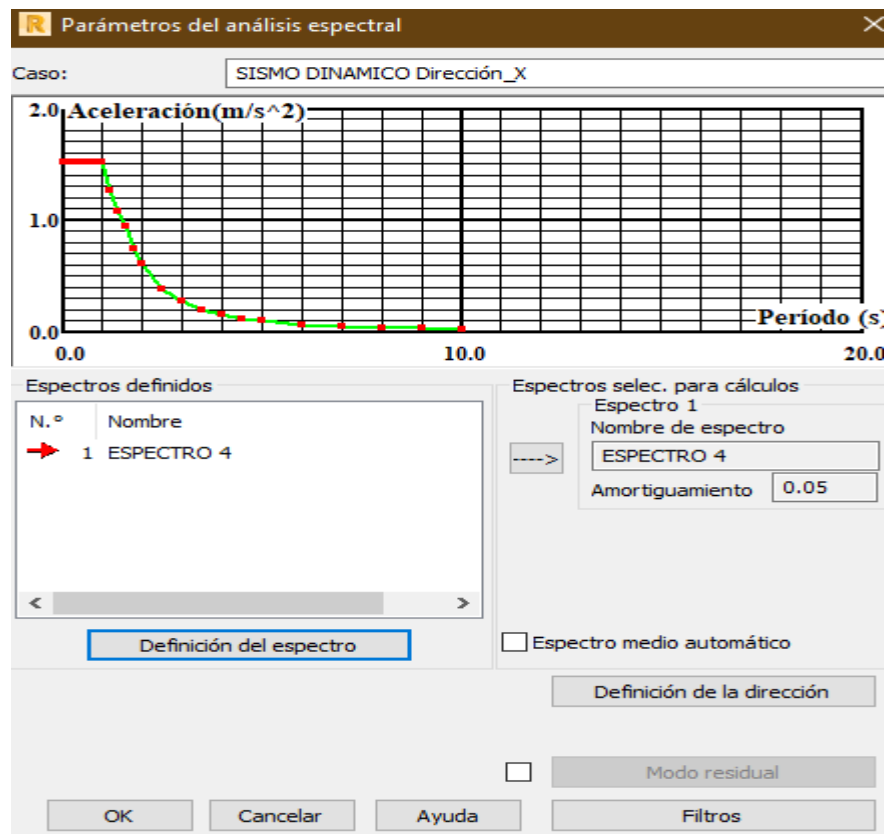 R Parámetros del análisis espectral
Caso: SISMO DINAMICO Dirección_X
2.0 Aceleración(m/s^2)
1.0
0.0 Período (s)
0.0 10.0 20.0
Espectros definidos
N.º Nombre
1 ESPECTRO 4
Definición del espectro
Espectros selec. para cálculos
Espectro 1
Nombre de espectro
----> ESPECTRO 4
Amortiguamiento 0.05
Espectro medio automático
Definición de la dirección
Modo residual
OK Cancelar Ayuda Filtros